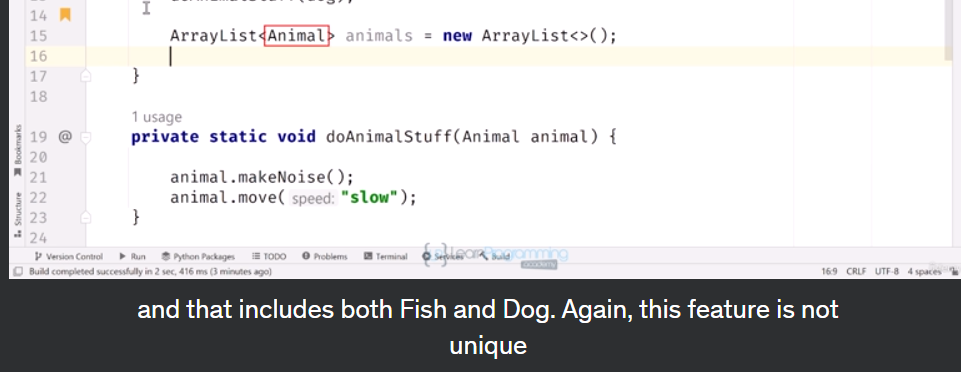 14
15 ArrayList<Animal> animals = new ArrayList<>();
16
17 }
18
1 usage
19 @ private static void doAnimalStuff(Animal animal) {
20
21 animal.makeNoise();
22 animal.move( speed: "slow");
23 }
24
Bookmarks
Structure
Version Control Run Python Packages TODO Problems Terminal Services Build
LearnProgramming
academy
Build completed successfully in 2 sec, 416 ms (3 minutes ago) 16:9 CRLF UTF-8 4 spaces
and that includes both Fish and Dog. Again, this feature is not
unique